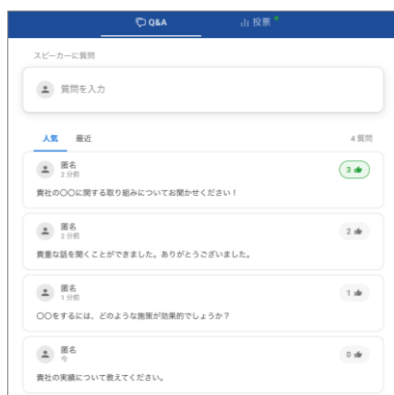 Q&A
投票
スピーカーに質問
質問を入力
人気 最近 4 質問
匿名
2 分前
3
貴社の〇〇に関する取り組みについてお聞かせください！
匿名
2 分前
2
貴重な話を聞くことができました。ありがとうございました。
匿名
1 分前
1
〇〇をするには、どのような施策が効果的でしょうか？
匿名
今
0
貴社の実績について教えてください。